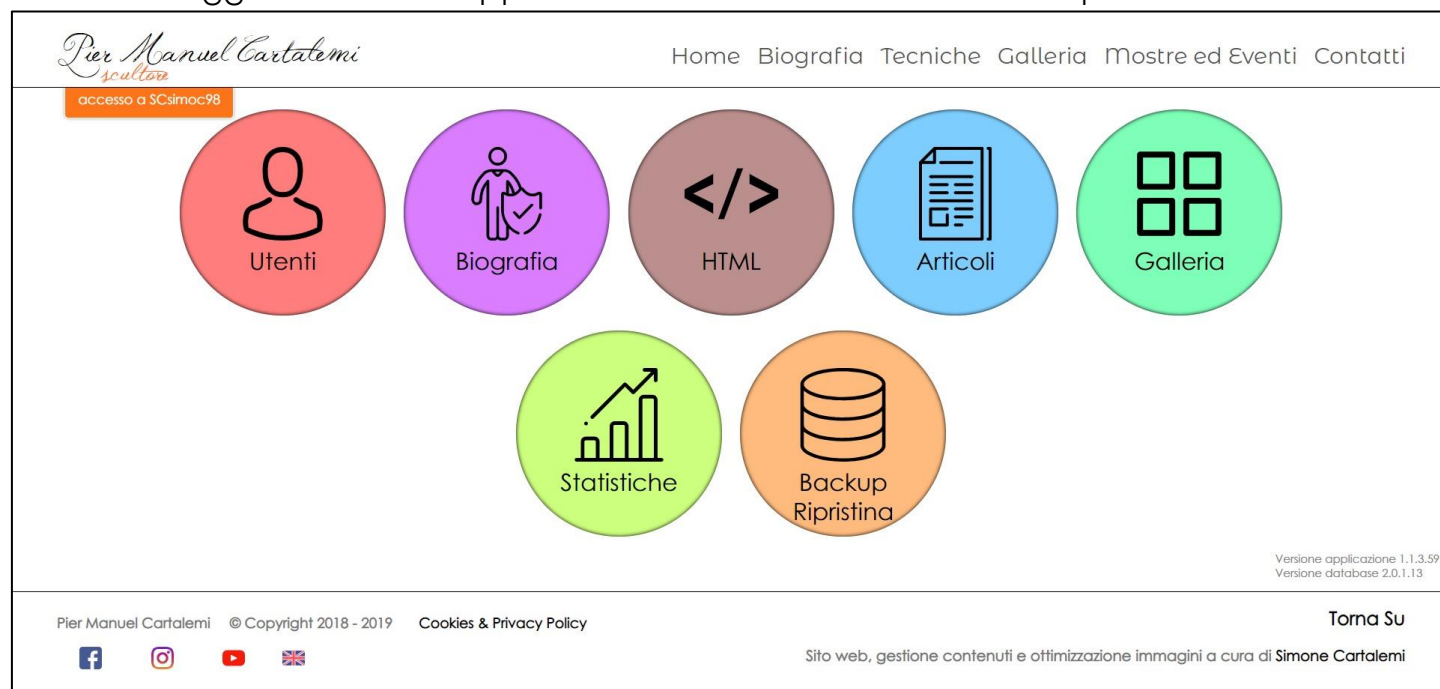 Pier Manuel Cartalemi
scultore
Home Biografia Tecniche Galleria Mostre ed Eventi Contatti
accesso a SCsimoc98
Utenti
Biografia
</>
HTML
Articoli
Galleria
Statistiche
Backup
Ripristina
Versione applicazione 1.1.3.59
Versione database 2.0.1.13
Pier Manuel Cartalemi © Copyright 2018 - 2019 Cookies & Privacy Policy
Torna Su
Sito web, gestione contenuti e ottimizzazione immagini a cura di Simone Cartalemi